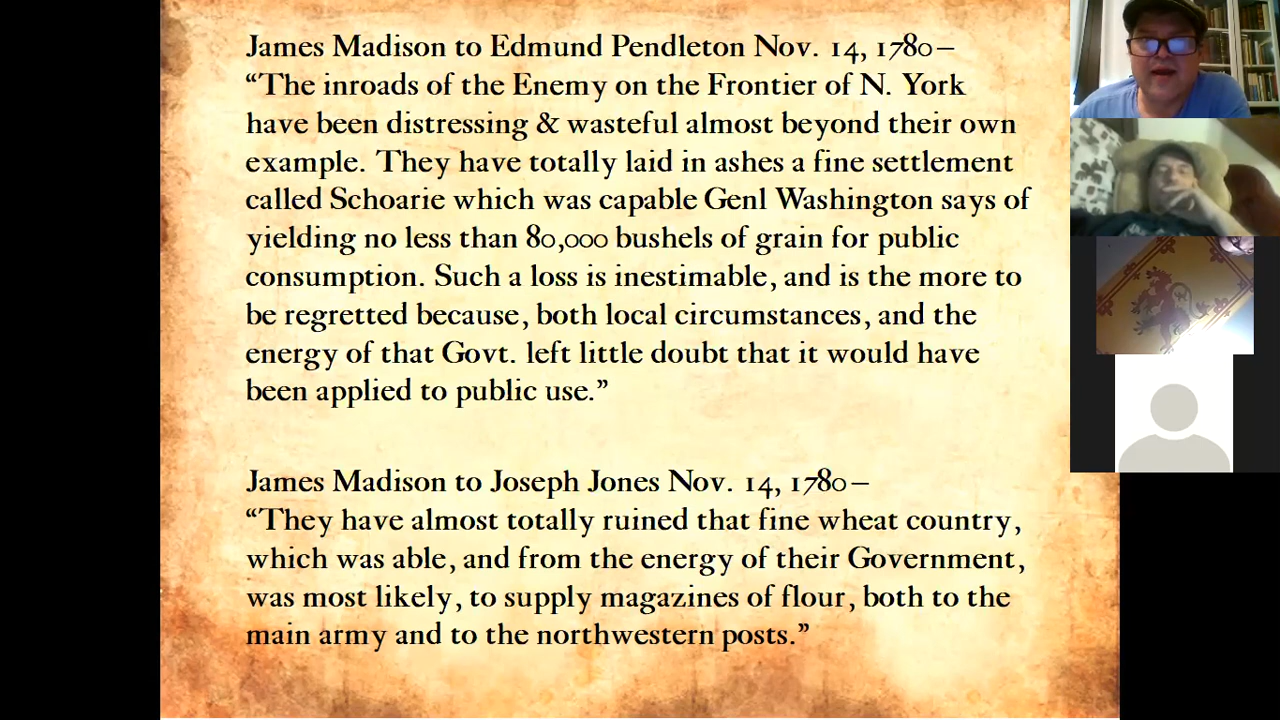 James Madison to Edmund Pendleton Nov. 14, 1780–
“The inroads of the Enemy on the Frontier of N. York
have been distressing & wasteful almost beyond their own
example. They have totally laid in ashes a fine settlement
called Schoarie which was capable Genl Washington says of
yielding no less than 80,000 bushels of grain for public
consumption. Such a loss is inestimable, and is the more to
be regretted because, both local circumstances, and the
energy of that Govt. left little doubt that it would have
been applied to public use.”
James Madison to Joseph Jones Nov. 14, 1780–
“They have almost totally ruined that fine wheat country,
which was able, and from the energy of their Government,
was most likely, to supply magazines of flour, both to the
main army and to the northwestern posts.”